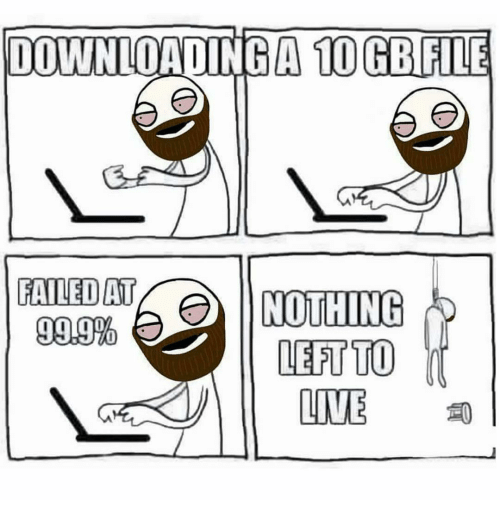 DOWNLOADING A 10 GB FILE
FAILED AT
99.9%
NOTHING
LEFT TO
LIVE